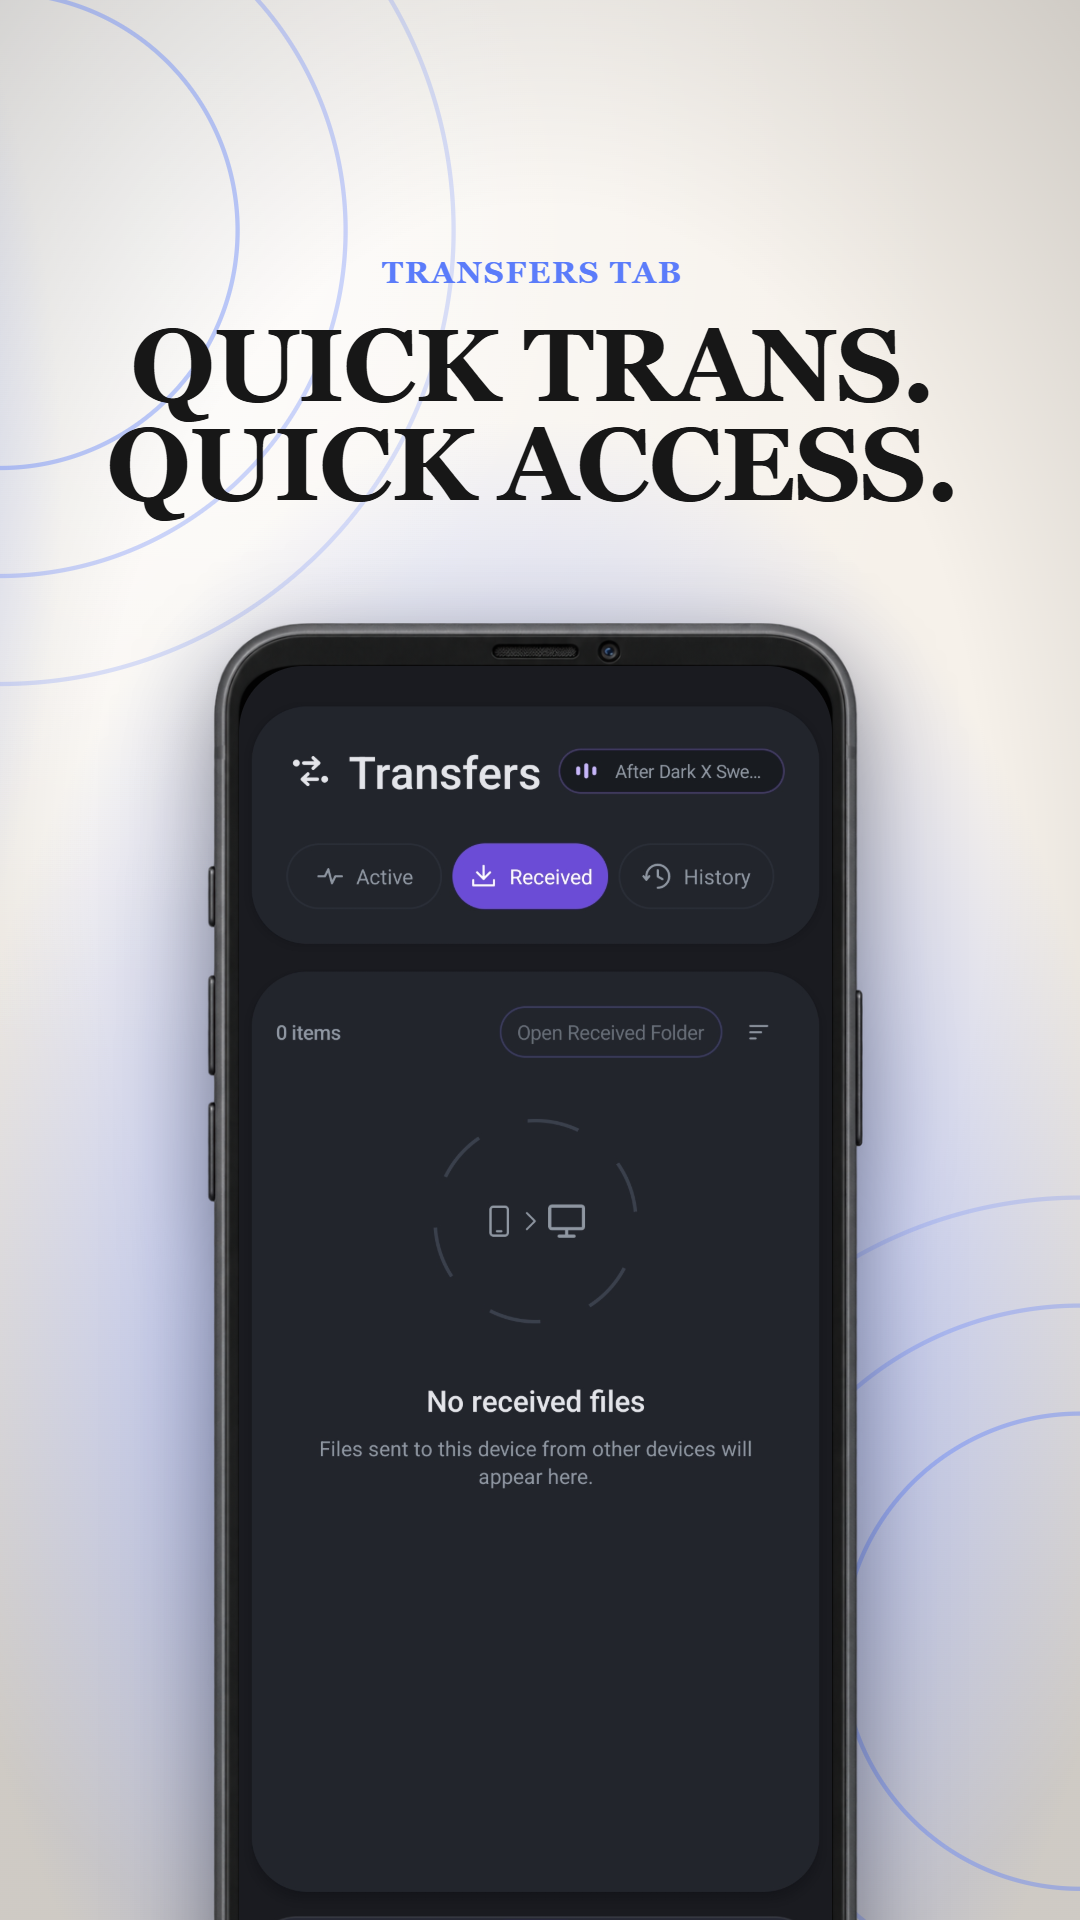 TRANSFERS TAB
QUICK TRANS.
QUICK ACCESS.
Transfers
After Dark X Swe...
Active
Received
History
0 items
Open Received Folder
No received files
Files sent to this device from other devices will
appear here.